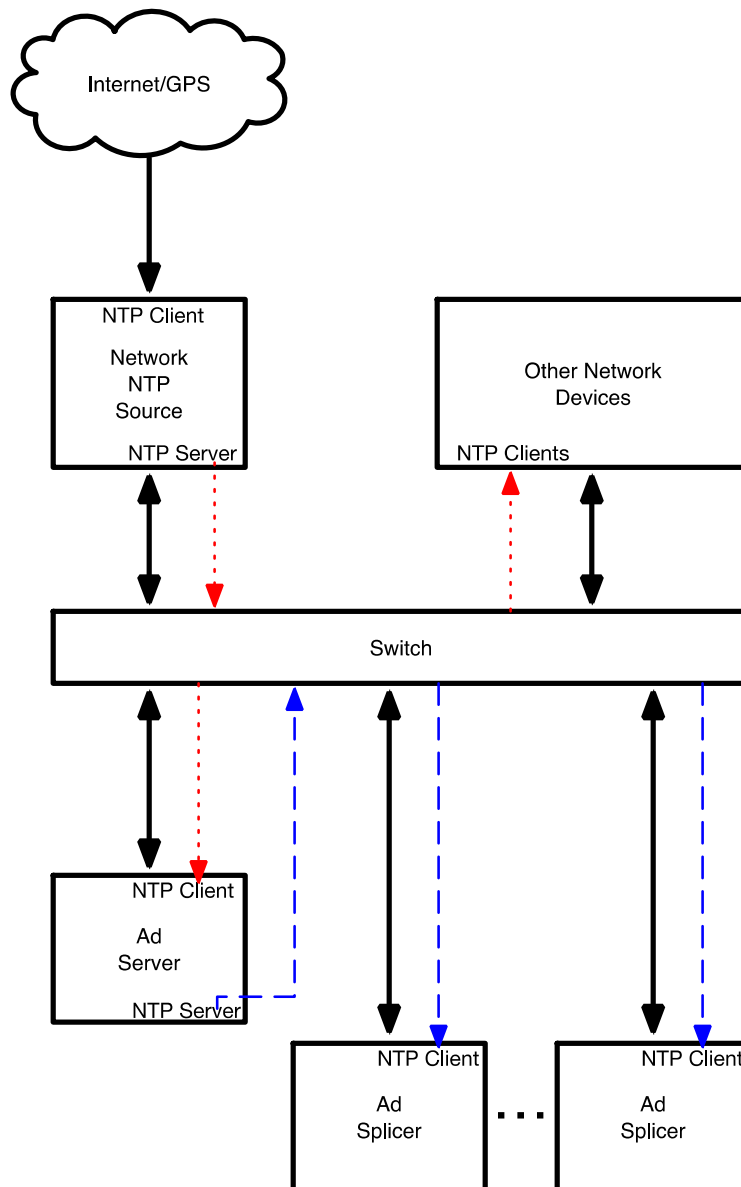 Internet/GPS
NTP Client
Network
NTP
Source
NTP Server
Other Network
Devices
NTP Clients
Switch
NTP Client
Ad
Server
NTP Server
NTP Client
Ad
Splicer
NTP Client
Ad
Splicer